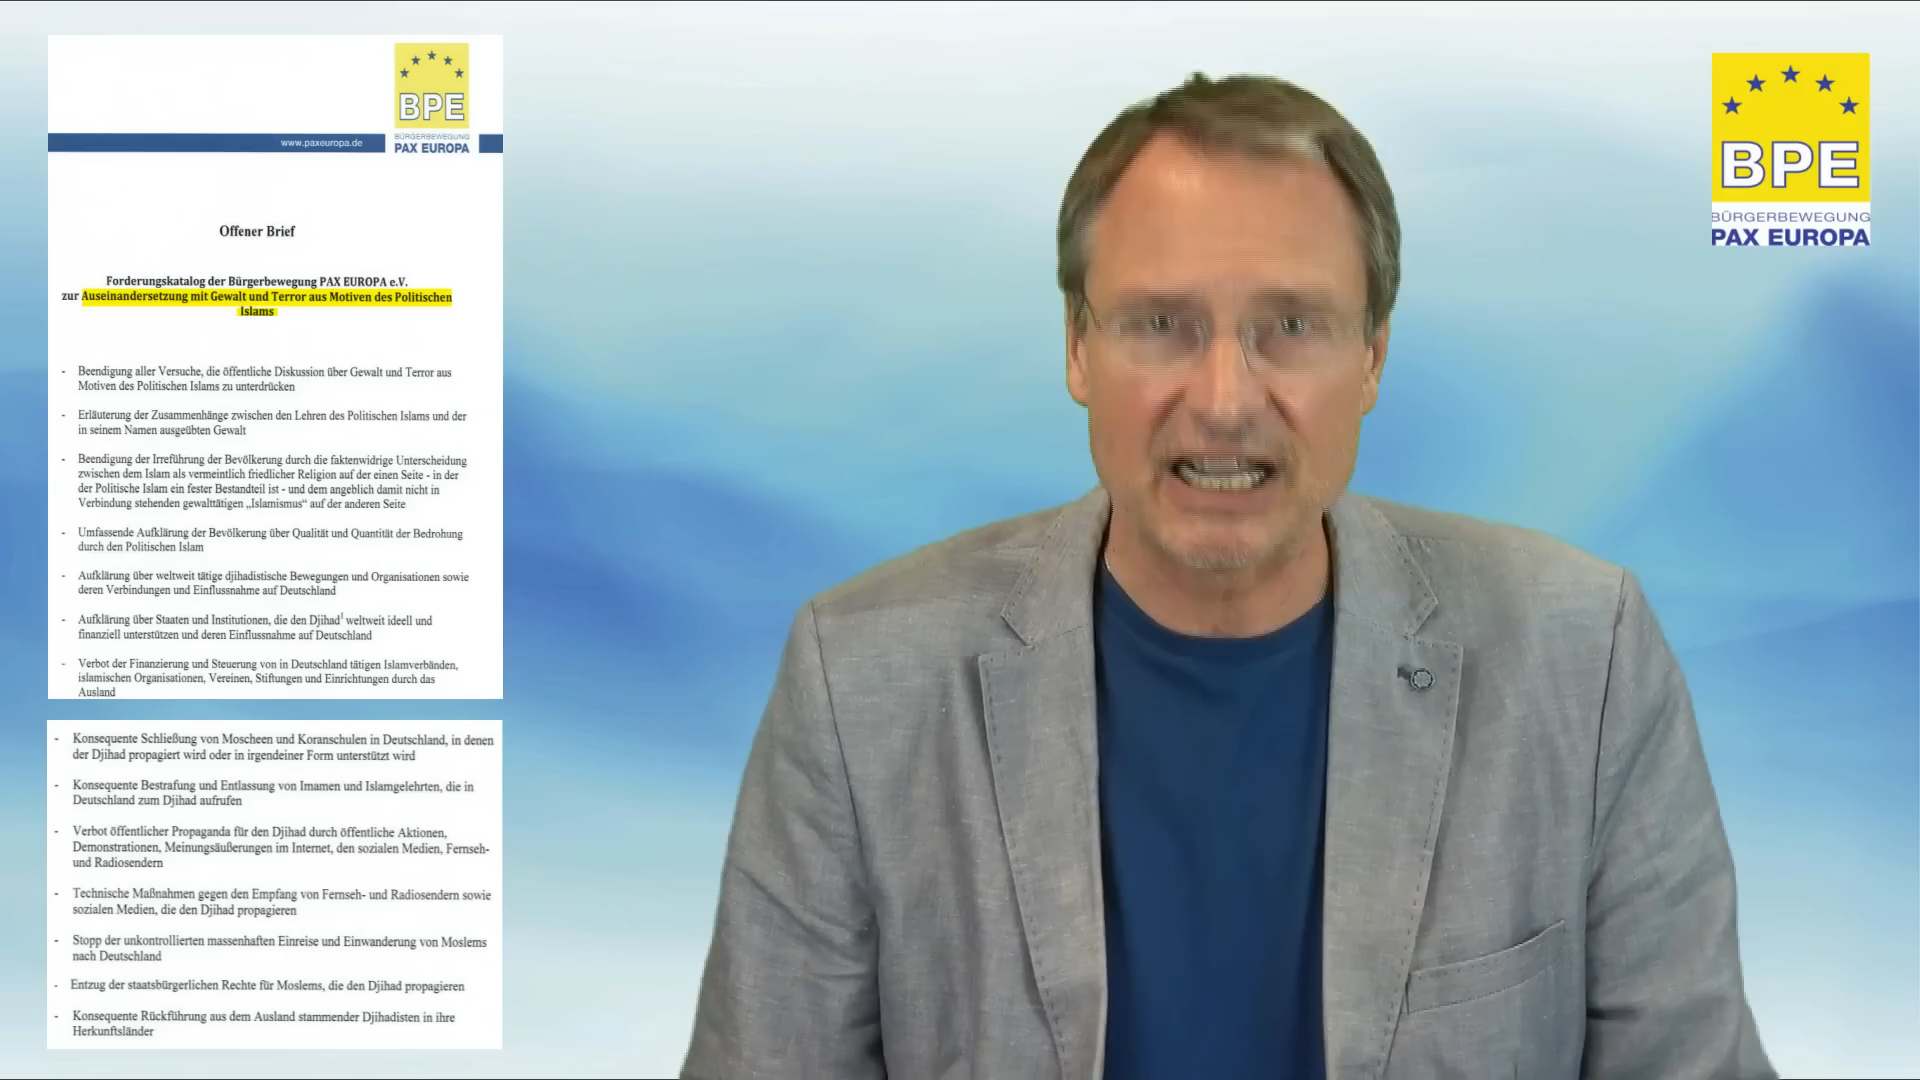 BPE
www.paxeuropa.de
BÜRGERBEWEGUNG
PAX EUROPA
Offener Brief
Forderungskatalog der Bürgerbewegung PAX EUROPA e.V.
zur Auseinandersetzung mit Gewalt und Terror aus Motiven des Politischen
Islams
- Beendigung aller Versuche, die öffentliche Diskussion über Gewalt und Terror aus
Motiven des Politischen Islams zu unterdrücken
- Erläuterung der Zusammenhänge zwischen den Lehren des Politischen Islams und der
in seinem Namen ausgeübten Gewalt
- Beendigung der Irreführung der Bevölkerung durch die faktenwidrige Unterscheidung
zwischen dem Islam als vermeintlich friedlicher Religion auf der einen Seite - in der
der Politische Islam ein fester Bestandteil ist - und dem angeblich damit nicht in
Verbindung stehenden gewalttätigen „Islamismus“ auf der anderen Seite
- Umfassende Aufklärung der Bevölkerung über Qualität und Quantität der Bedrohung
durch den Politischen Islam
- Aufklärung über weltweit tätige djihadistische Bewegungen und Organisationen sowie
deren Verbindungen und Einflussnahme auf Deutschland
- Aufklärung über Staaten und Institutionen, die den Djihad¹ weltweit ideell und
finanziell unterstützen und deren Einflussnahme auf Deutschland
- Verbot der Finanzierung und Steuerung von in Deutschland tätigen Islamverbänden,
islamischen Organisationen, Vereinen, Stiftungen und Einrichtungen durch das
Ausland
- Konsequente Schließung von Moscheen und Koranschulen in Deutschland, in denen
der Djihad propagiert wird oder in irgendeiner Form unterstützt wird
- Konsequente Bestrafung und Entlassung von Imamen und Islamgelehrten, die in
Deutschland zum Djihad aufrufen
- Verbot öffentlicher Propaganda für den Djihad durch öffentliche Aktionen,
Demonstrationen, Meinungsäußerungen im Internet, den sozialen Medien, Fernseh-
und Radiosendern
- Technische Maßnahmen gegen den Empfang von Fernseh- und Radiosendern sowie
sozialen Medien, die den Djihad propagieren
- Stopp der unkontrollierten massenhaften Einreise und Einwanderung von Moslems
nach Deutschland
- Entzug der staatsbürgerlichen Rechte für Moslems, die den Djihad propagieren
- Konsequente Rückführung aus dem Ausland stammender Djihadisten in ihre
Herkunftsländer
BPE
BÜRGERBEWEGUNG
PAX EUROPA